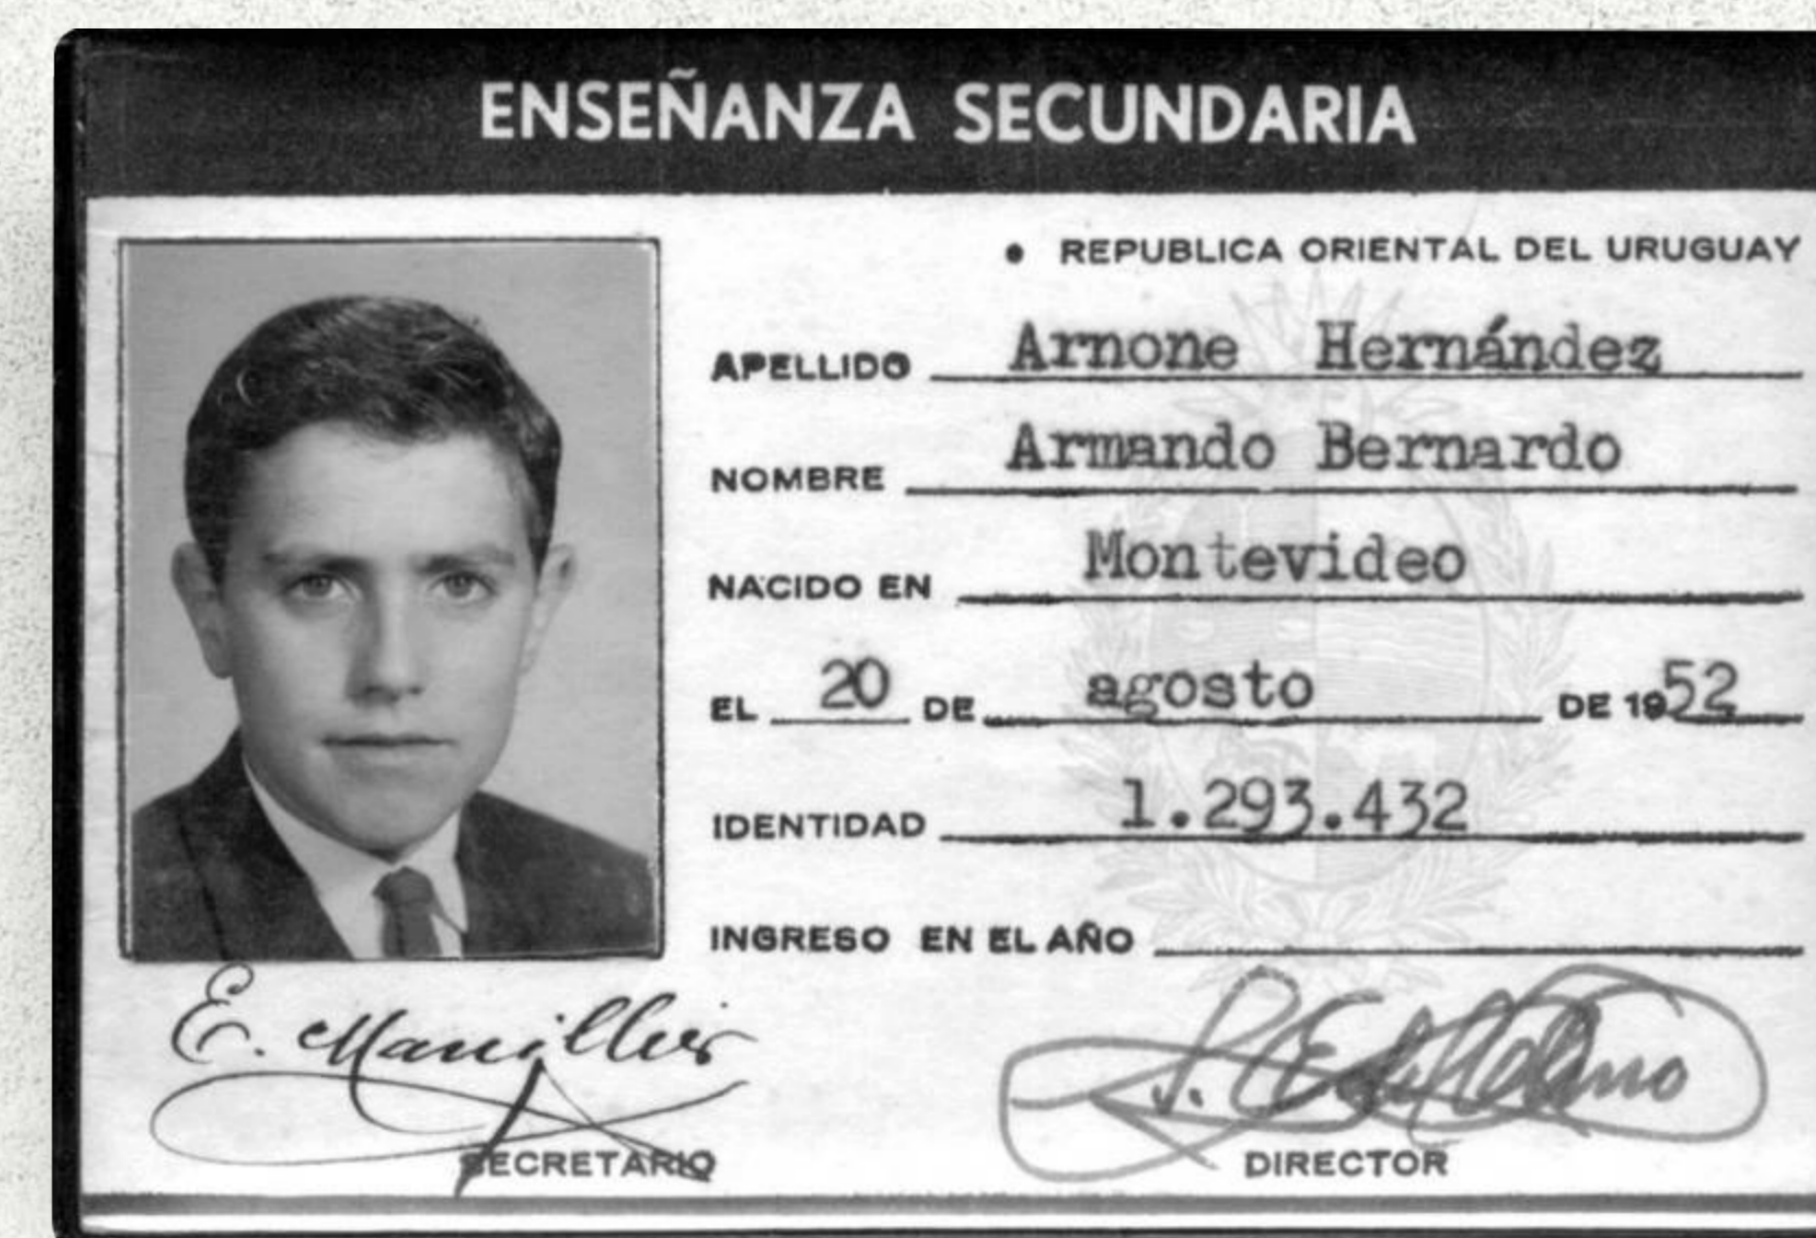 ENSEÑANZA SECUNDARIA
• REPUBLICA ORIENTAL DEL URUGUAY
APELLIDO Arnone Hernández
NOMBRE Armando Bernardo
NACIDO EN Montevideo
EL 20 DE agosto DE 1952
IDENTIDAD 1.293.432
INGRESO EN EL AÑO
E.
SECRETARIO
DIRECTOR